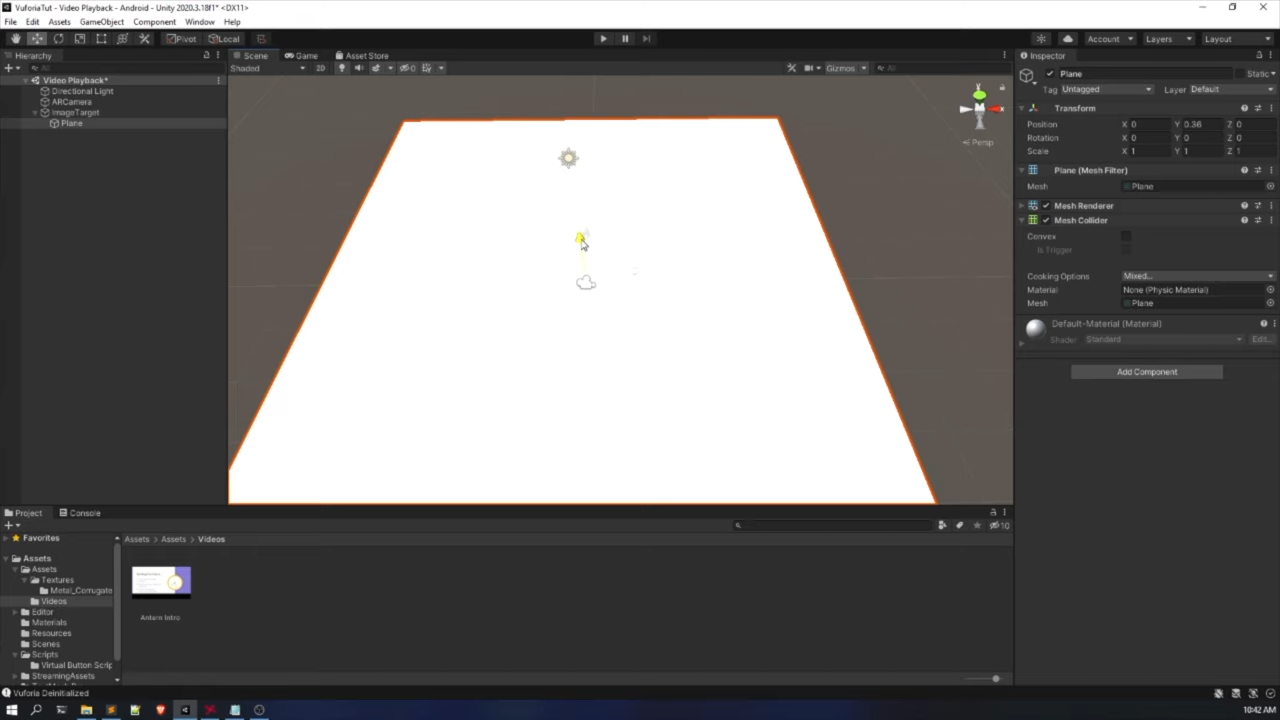 VuforiaTut - Video Playback - Android - Unity 2020.3.18f1* <DX11>
File Edit Assets GameObject Component Window Help
Pivot Local Account Layers Layout
Hierarchy
All
Video Playback*
Directional Light
ARCamera
ImageTarget
Plane
Scene Game Asset Store
Shaded 2D 0 Gizmos All
Persp
Inspector
Plane Static
Tag Untagged Layer Default
Transform
Position X 0 Y 0.36 Z 0
Rotation X 0 Y 0 Z 0
Scale X 1 Y 1 Z 1
Plane (Mesh Filter)
Mesh Plane
Mesh Renderer
Mesh Collider
Convex
Is Trigger
Cooking Options Mixed...
Material None (Physic Material)
Mesh Plane
Default-Material (Material)
Shader Standard Edit...
Add Component
Project Console
10
Favorites
Assets
Assets
Textures
Metal_Corrugate
Videos
Editor
Materials
Resources
Scenes
Scripts
Virtual Button Scrip
StreamingAssets
Assets > Assets > Videos
Antarn Intro
Vuforia Deinitialized
10:42 AM